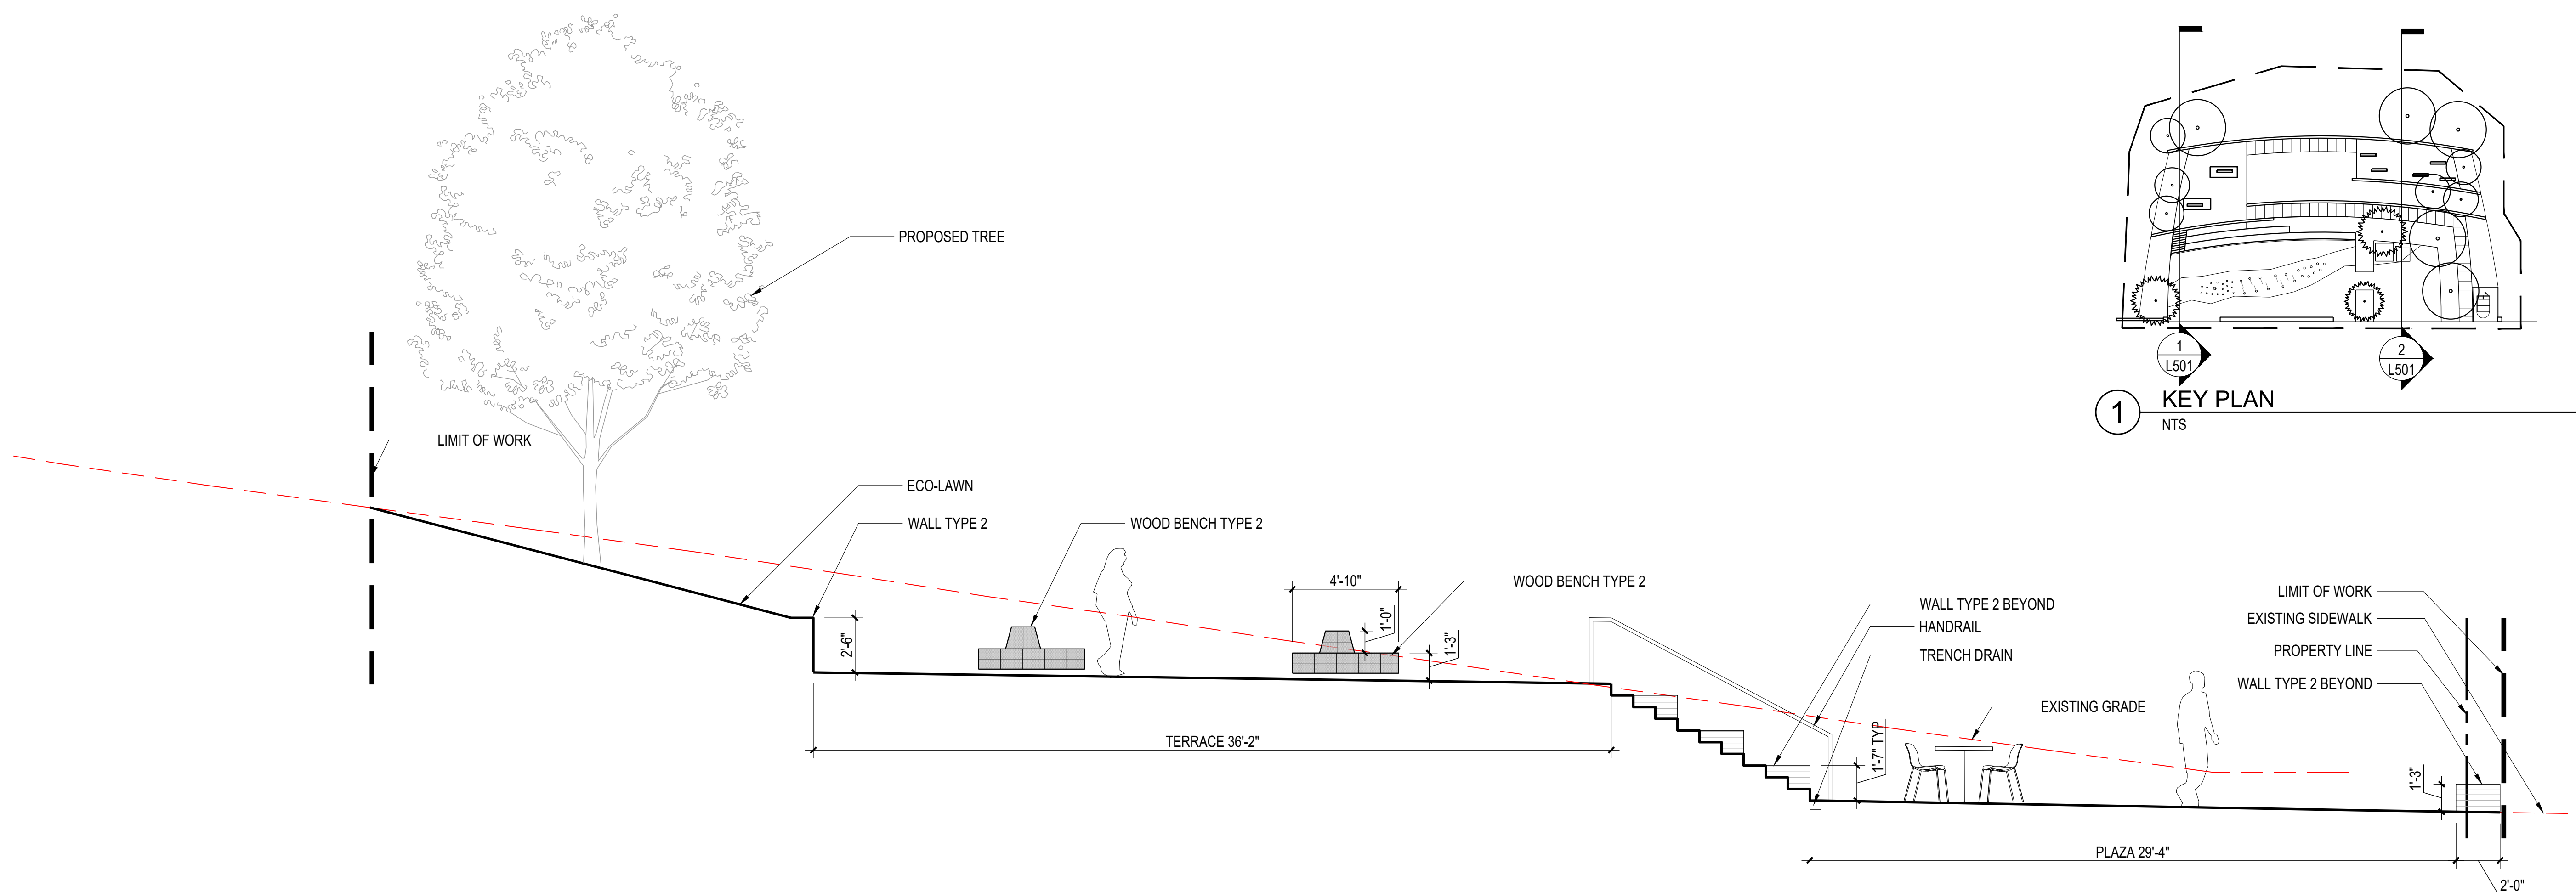 1
L501
2
L501
1
KEY PLAN
NTS
PROPOSED TREE
LIMIT OF WORK
ECO-LAWN
WALL TYPE 2
WOOD BENCH TYPE 2
4'-10"
WOOD BENCH TYPE 2
1'-0"
1'-3"
2'-6"
WALL TYPE 2 BEYOND
HANDRAIL
TRENCH DRAIN
LIMIT OF WORK
EXISTING SIDEWALK
PROPERTY LINE
WALL TYPE 2 BEYOND
EXISTING GRADE
1'-7" TYP
1'-3"
TERRACE 36'-2"
PLAZA 29'-4"
2'-0"